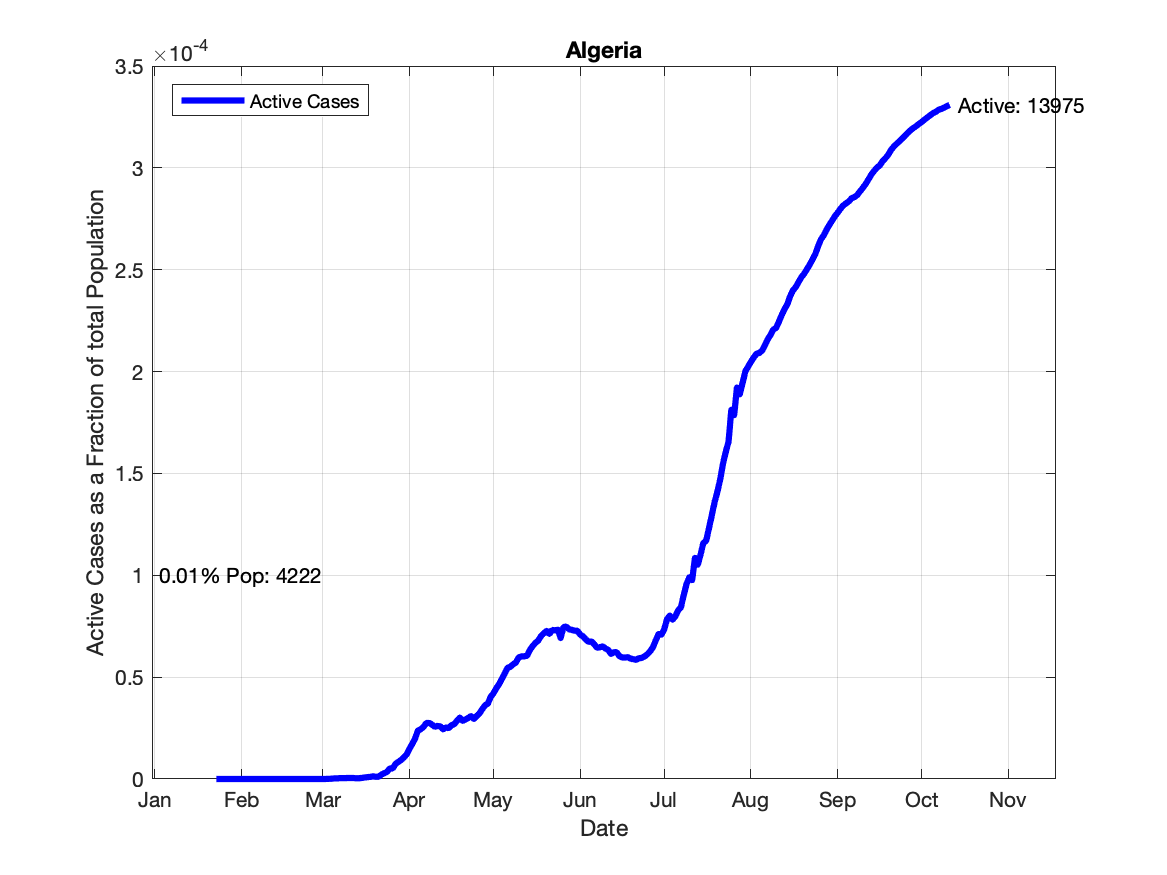 Algeria
×10-4
3.5
3
2.5
2
1.5
1
0.5
0
Active Cases
Active: 13975
0.01% Pop: 4222
Active Cases as a Fraction of total Population
Jan Feb Mar Apr May Jun Jul Aug Sep Oct Nov
Date